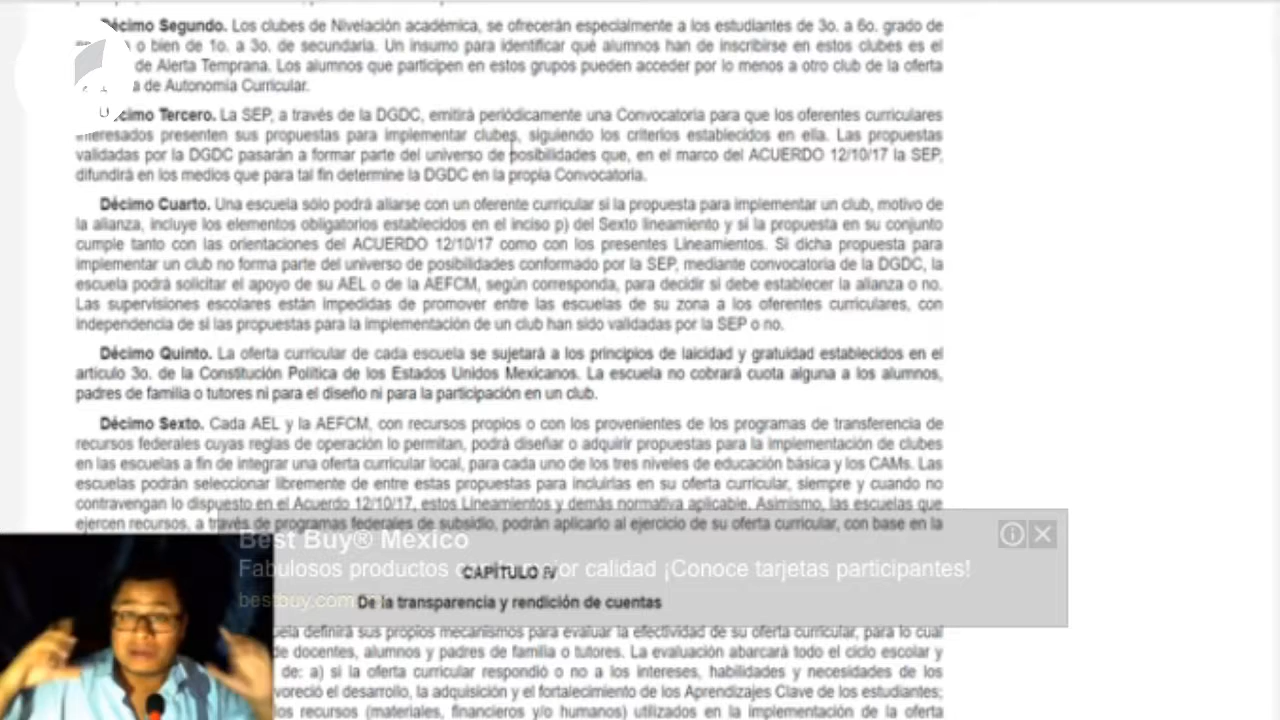 Décimo Segundo. Los clubes de Nivelación académica, se ofrecerán especialmente a los estudiantes de 3o. a 6o. grado de
o bien de 1o. a 3o. de secundaria. Un insumo para identificar qué alumnos han de inscribirse en estos clubes es el
de Alerta Temprana. Los alumnos que participen en estos grupos pueden acceder por lo menos a otro club de la oferta
a de Autonomía Curricular.
Décimo Tercero. La SEP, a través de la DGDC, emitirá periódicamente una Convocatoria para que los oferentes curriculares
interesados presenten sus propuestas para implementar clubes, siguiendo los criterios establecidos en ella. Las propuestas
validadas por la DGDC pasarán a formar parte del universo de posibilidades que, en el marco del ACUERDO 12/10/17 la SEP,
difundirá en los medios que para tal fin determine la DGDC en la propia Convocatoria.
Décimo Cuarto. Una escuela sólo podrá aliarse con un oferente curricular si la propuesta para implementar un club, motivo de
la alianza, incluye los elementos obligatorios establecidos en el inciso p) del Sexto lineamiento y si la propuesta en su conjunto
cumple tanto con las orientaciones del ACUERDO 12/10/17 como con los presentes Lineamientos. Si dicha propuesta para
implementar un club no forma parte del universo de posibilidades conformado por la SEP, mediante convocatoria de la DGDC, la
escuela podrá solicitar el apoyo de su AEL o de la AEFCM, según corresponda, para decidir si debe establecer la alianza o no.
Las supervisiones escolares están impedidas de promover entre las escuelas de su zona a los oferentes curriculares, con
independencia de si las propuestas para la implementación de un club han sido validadas por la SEP o no.
Décimo Quinto. La oferta curricular de cada escuela se sujetará a los principios de laicidad y gratuidad establecidos en el
artículo 3o. de la Constitución Política de los Estados Unidos Mexicanos. La escuela no cobrará cuota alguna a los alumnos,
padres de familia o tutores ni para el diseño ni para la participación en un club.
Décimo Sexto. Cada AEL y la AEFCM, con recursos propios o con los provenientes de los programas de transferencia de
recursos federales cuyas reglas de operación lo permitan, podrá diseñar o adquirir propuestas para la implementación de clubes
en las escuelas a fin de integrar una oferta curricular local, para cada uno de los tres niveles de educación básica y los CAMs. Las
escuelas podrán seleccionar libremente de entre estas propuestas para incluirlas en su oferta curricular, siempre y cuando no
contravengan lo dispuesto en el Acuerdo 12/10/17, estos Lineamientos y demás normativa aplicable. Asimismo, las escuelas que
ejercen recursos, a través de programas federales de subsidio, podrán aplicarlo al ejercicio de su oferta curricular, con base en la
Best Buy® México
Fabulosos productos calidad ¡Conoce tarjetas participantes!
bestbuy.com
CAPÍTULO IV
De la transparencia y rendición de cuentas
definirá sus propios mecanismos para evaluar la efectividad de su oferta curricular, para lo cual
de docentes, alumnos y padres de familia o tutores. La evaluación abarcará todo el ciclo escolar y
de: a) si la oferta curricular respondió o no a los intereses, habilidades y necesidades de los
el desarrollo, la adquisición y el fortalecimiento de los Aprendizajes Clave de los estudiantes;
recursos (materiales, financieros y/o humanos) utilizados en la implementación de la oferta